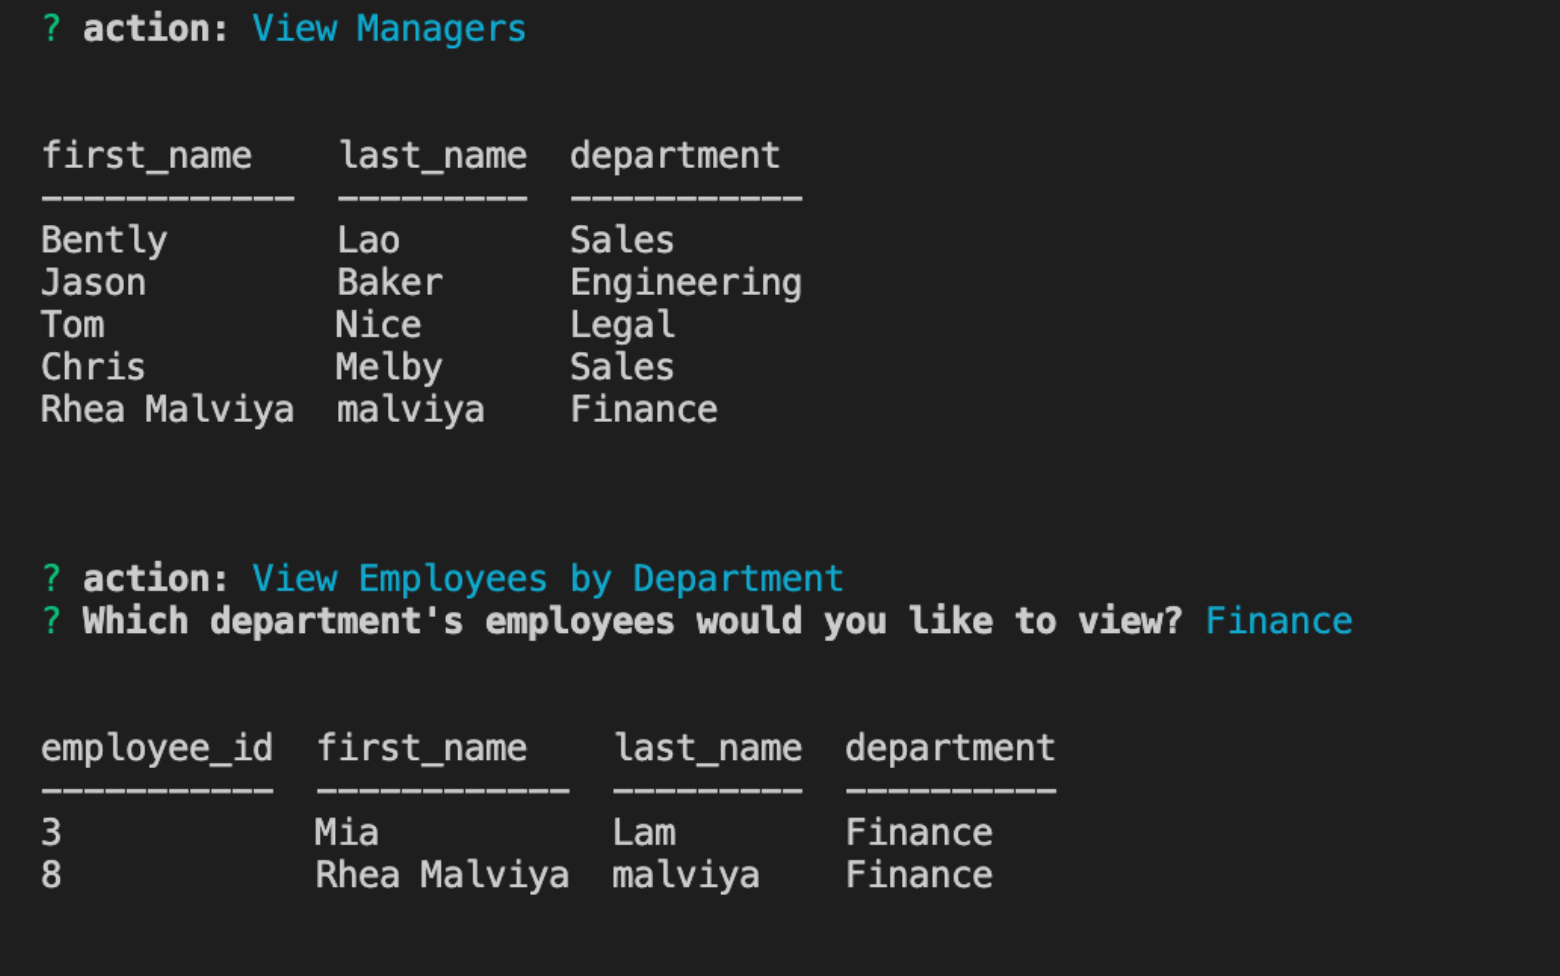 ? action: View Managers
first_name last_name department
------------ --------- -----------
Bently Lao Sales
Jason Baker Engineering
Tom Nice Legal
Chris Melby Sales
Rhea Malviya malviya Finance
? action: View Employees by Department
? Which department's employees would you like to view? Finance
employee_id first_name last_name department
----------- ------------ --------- ----------
3 Mia Lam Finance
8 Rhea Malviya malviya Finance